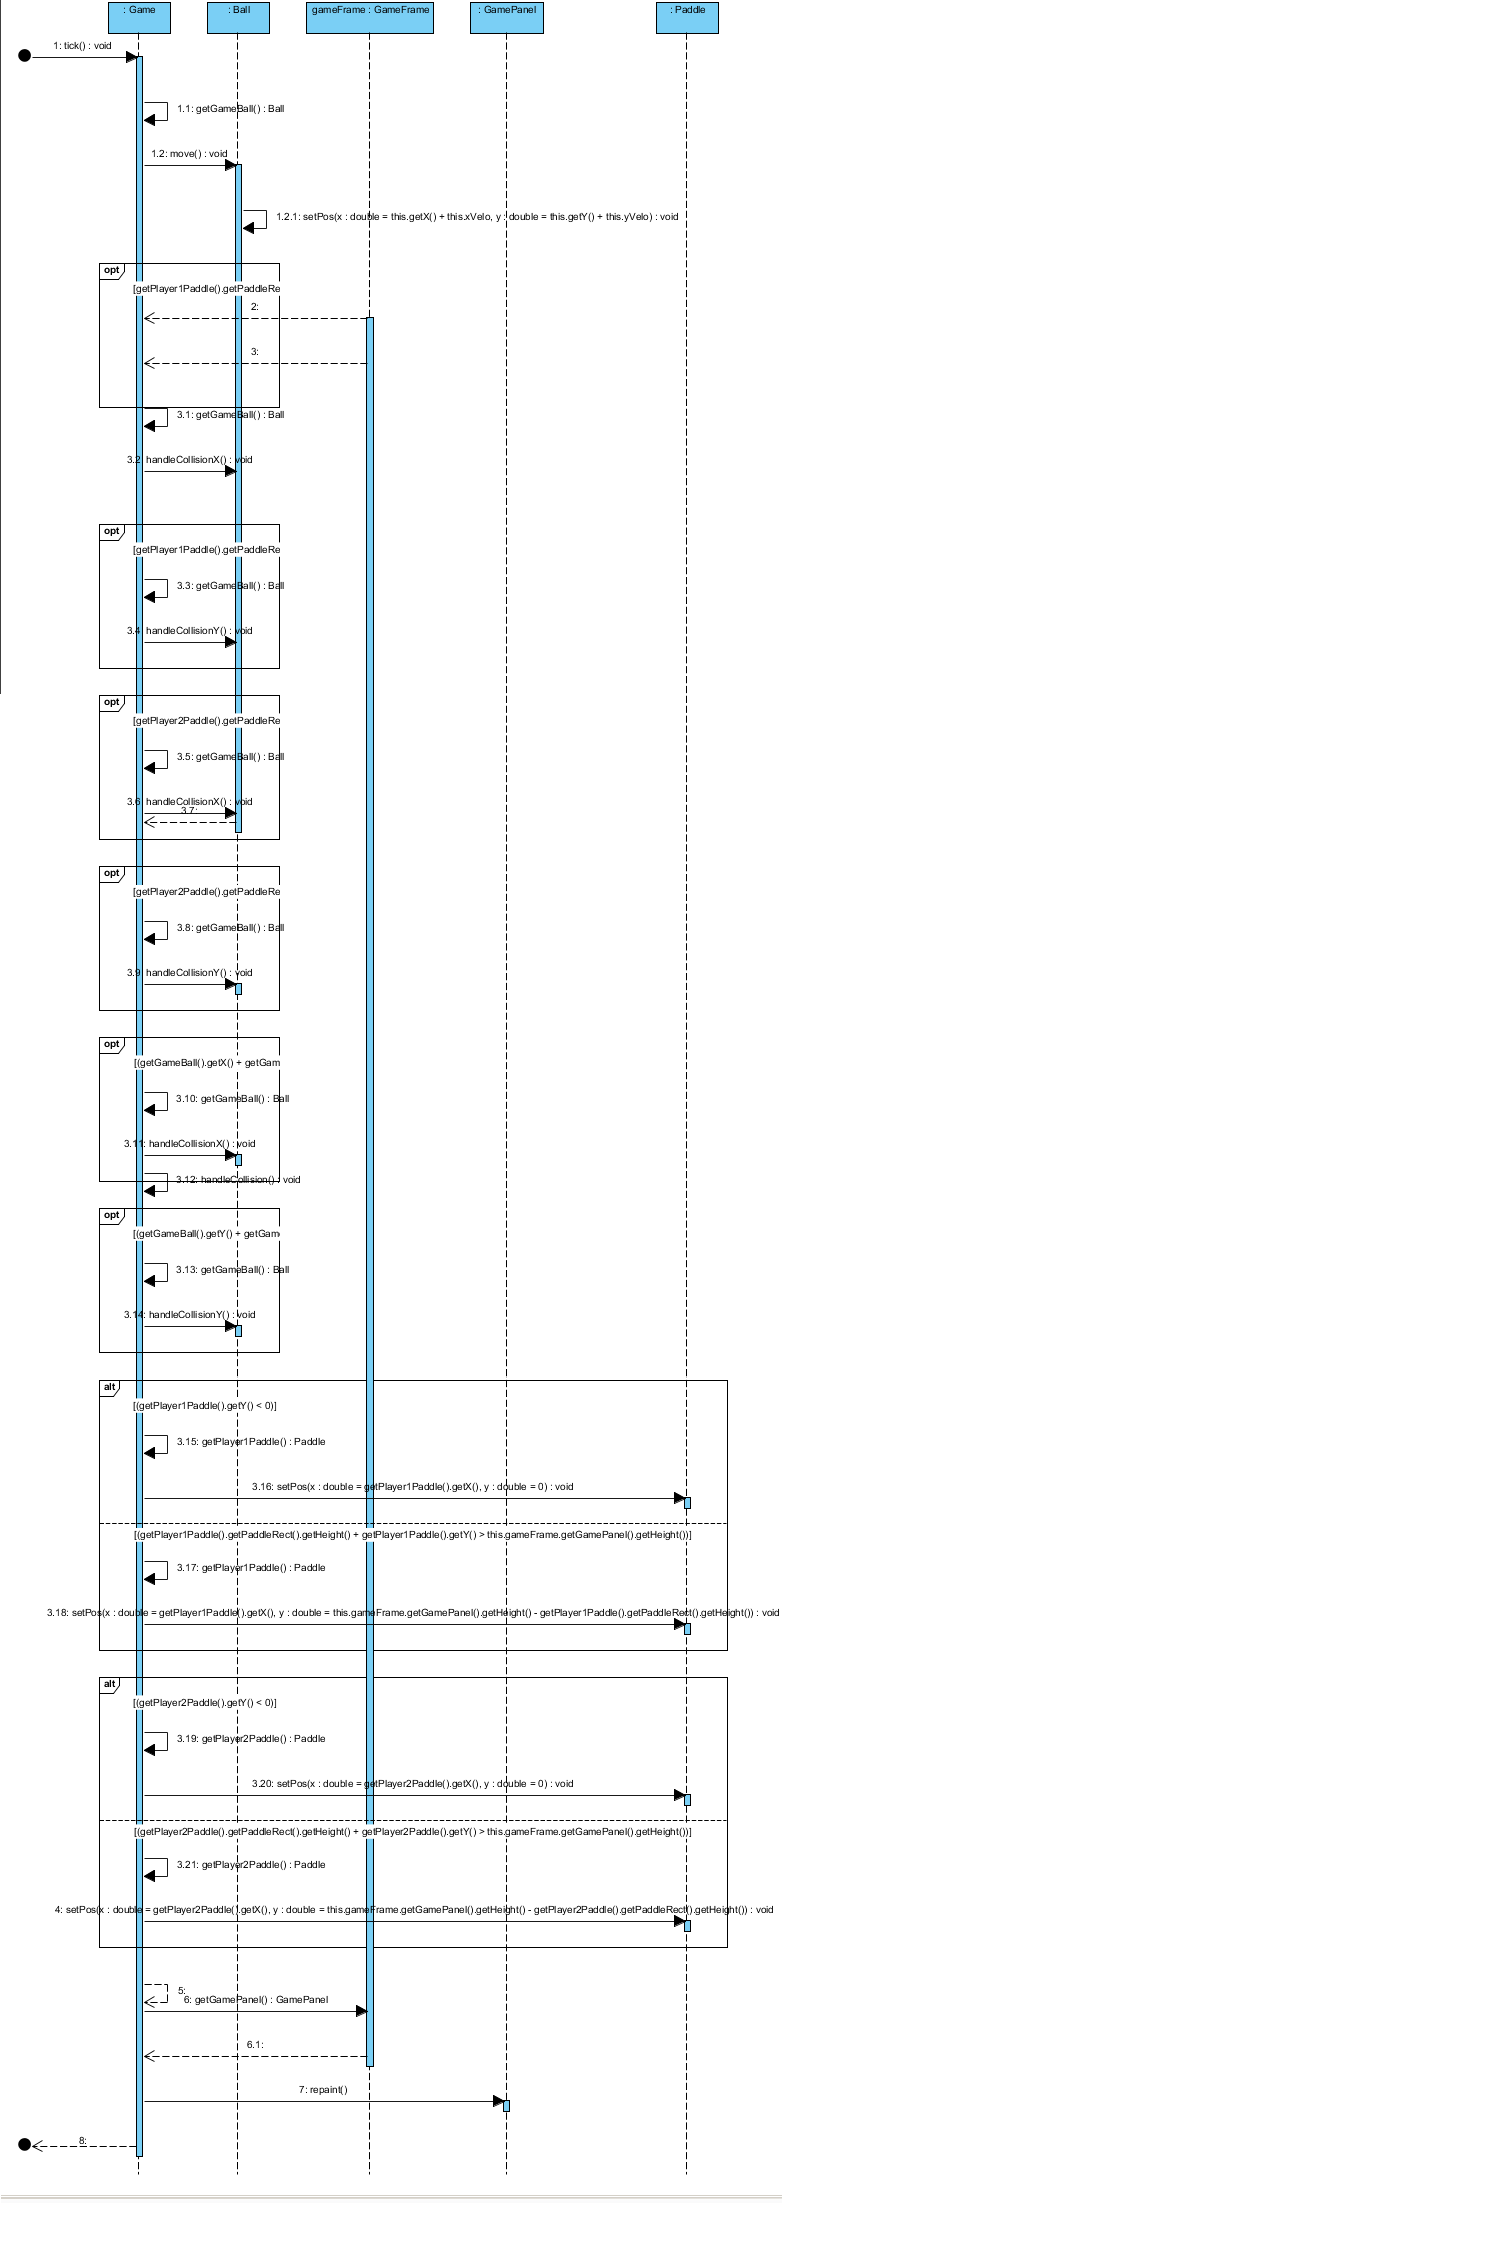 : Game
: Ball
gameFrame : GameFrame
: GamePanel
: Paddle
1: tick() : void
1.1: getGameBall() : Ball
1.2: move() : void
1.2.1: setPos(x : double = this.getX() + this.xVelo, y : double = this.getY() + this.yVelo) : void
opt
[getPlayer1Paddle().getPaddleRe
2:
3:
3.1: getGameBall() : Ball
3.2: handleCollisionX() : void
opt
[getPlayer1Paddle().getPaddleRe
3.3: getGameBall() : Ball
3.4: handleCollisionY() : void
opt
[getPlayer2Paddle().getPaddleRe
3.5: getGameBall() : Ball
3.6: handleCollisionX() : void
3.7:
opt
[getPlayer2Paddle().getPaddleRe
3.8: getGameBall() : Ball
3.9: handleCollisionY() : void
opt
[(getGameBall().getX() + getGam
3.10: getGameBall() : Ball
3.11: handleCollisionX() : void
3.12: handleCollision() : void
opt
[(getGameBall().getY() + getGam
3.13: getGameBall() : Ball
3.14: handleCollisionY() : void
alt
[(getPlayer1Paddle().getY() < 0)]
3.15: getPlayer1Paddle() : Paddle
3.16: setPos(x : double = getPlayer1Paddle().getX(), y : double = 0) : void
[(getPlayer1Paddle().getPaddleRect().getHeight() + getPlayer1Paddle().getY() > this.gameFrame.getGamePanel().getHeight())]
3.17: getPlayer1Paddle() : Paddle
3.18: setPos(x : double = getPlayer1Paddle().getX(), y : double = this.gameFrame.getGamePanel().getHeight() - getPlayer1Paddle().getPaddleRect().getHeight()) : void
alt
[(getPlayer2Paddle().getY() < 0)]
3.19: getPlayer2Paddle() : Paddle
3.20: setPos(x : double = getPlayer2Paddle().getX(), y : double = 0) : void
[(getPlayer2Paddle().getPaddleRect().getHeight() + getPlayer2Paddle().getY() > this.gameFrame.getGamePanel().getHeight())]
3.21: getPlayer2Paddle() : Paddle
4: setPos(x : double = getPlayer2Paddle().getX(), y : double = this.gameFrame.getGamePanel().getHeight() - getPlayer2Paddle().getPaddleRect().getHeight()) : void
5:
6: getGamePanel() : GamePanel
6.1:
7: repaint()
8: